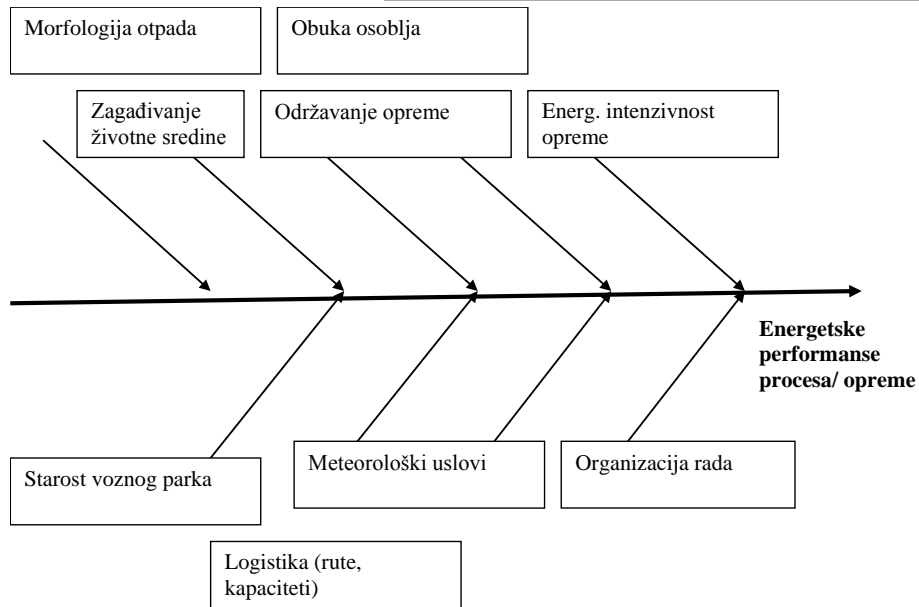 Morfologija otpada
Obuka osoblja
Zagađivanje
životne sredine
Održavanje opreme
Energ. intenzivnost
opreme
Energetske
performanse
procesa/ opreme
Starost voznog parka
Meteorološki uslovi
Organizacija rada
Logistika (rute,
kapaciteti)